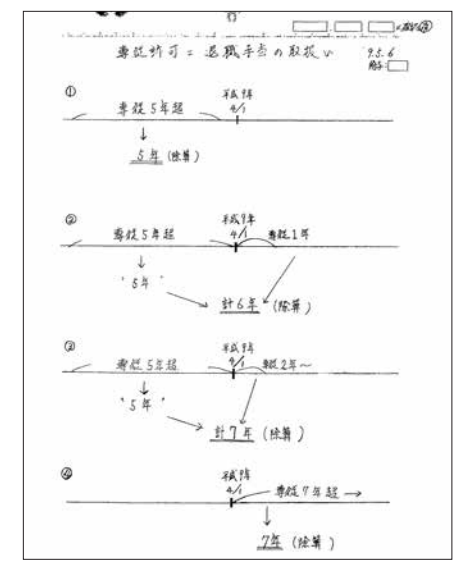 専従許可と退職手当の取扱い
9.5.6
①
専従5年超
平成9年
4/1
↓
5年(除算)
②
専従5年超
平成9年
4/1
専従1年
↓
'5年'
計6年(除算)
③
専従5年超
平成9年
4/1
専従2年〜
↓
'5年'
計7年(除算)
④
平成9年
4/1
専従7年超→
↓
7年(除算)